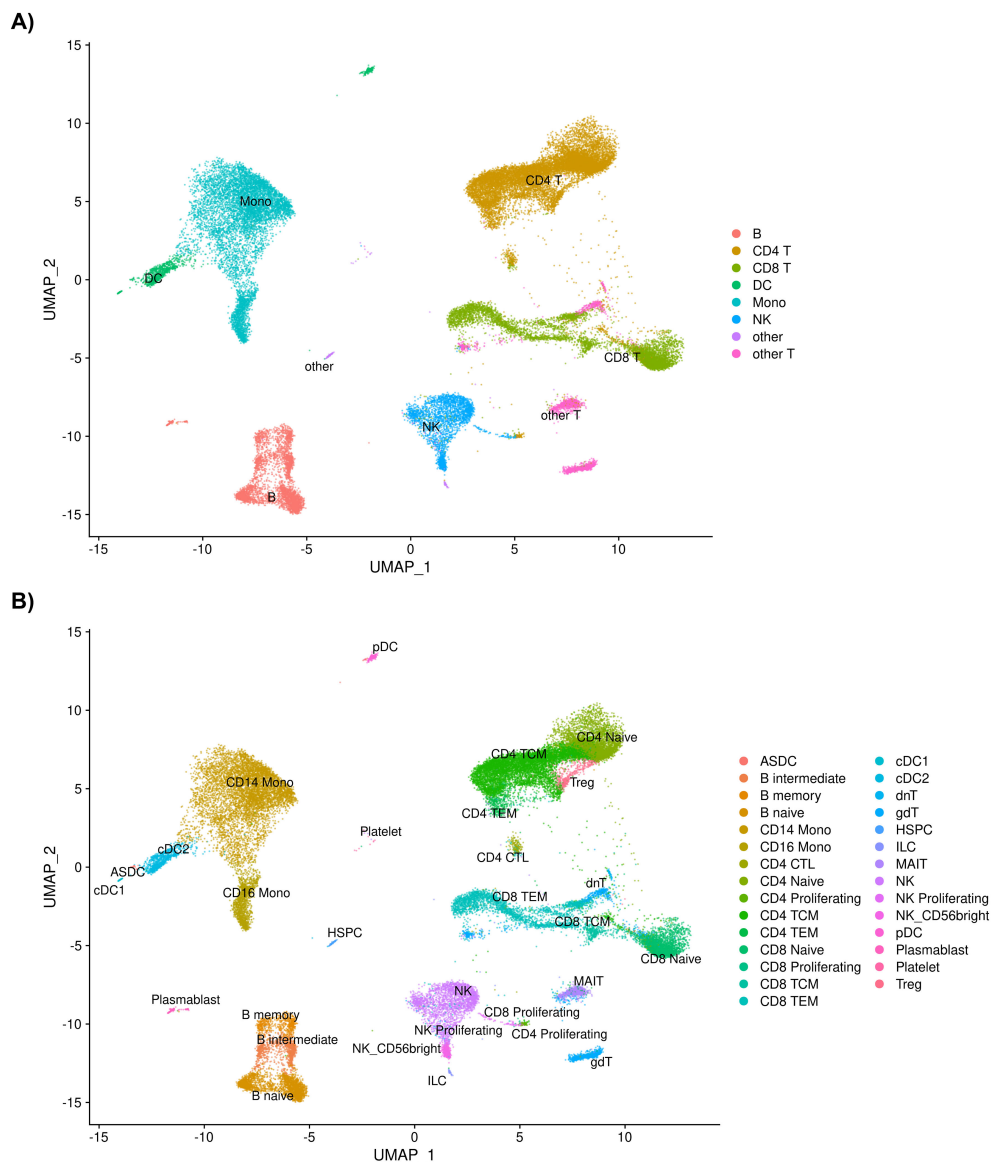 A)
15
10
5
0
-5
-10
-15
UMAP_2
-15
-10
-5
0
5
10
UMAP_1
CD4 T
Mono
DC
CD8 T
other
other T
NK
B
B
CD4 T
CD8 T
DC
Mono
NK
other
other T
B)
15
10
5
0
-5
-10
-15
UMAP_2
-15
-10
-5
0
5
10
UMAP_1
pDC
CD4 Naive
CD4 TCM
CD14 Mono
Treg
CD4 TEM
Platelet
cDC2
CD4 CTL
ASDC
cDC1
dnT
CD16 Mono
CD8 TEM
CD8 TCM
HSPC
CD8 Naive
MAIT
NK
Plasmablast
CD8 Proliferating
B memory
NK Proliferating
CD4 Proliferating
B intermediate
NK_CD56bright
gdT
ILC
B naive
ASDC
B intermediate
B memory
B naive
CD14 Mono
CD16 Mono
CD4 CTL
CD4 Naive
CD4 Proliferating
CD4 TCM
CD4 TEM
CD8 Naive
CD8 Proliferating
CD8 TCM
CD8 TEM
cDC1
cDC2
dnT
gdT
HSPC
ILC
MAIT
NK
NK Proliferating
NK_CD56bright
pDC
Plasmablast
Platelet
Treg